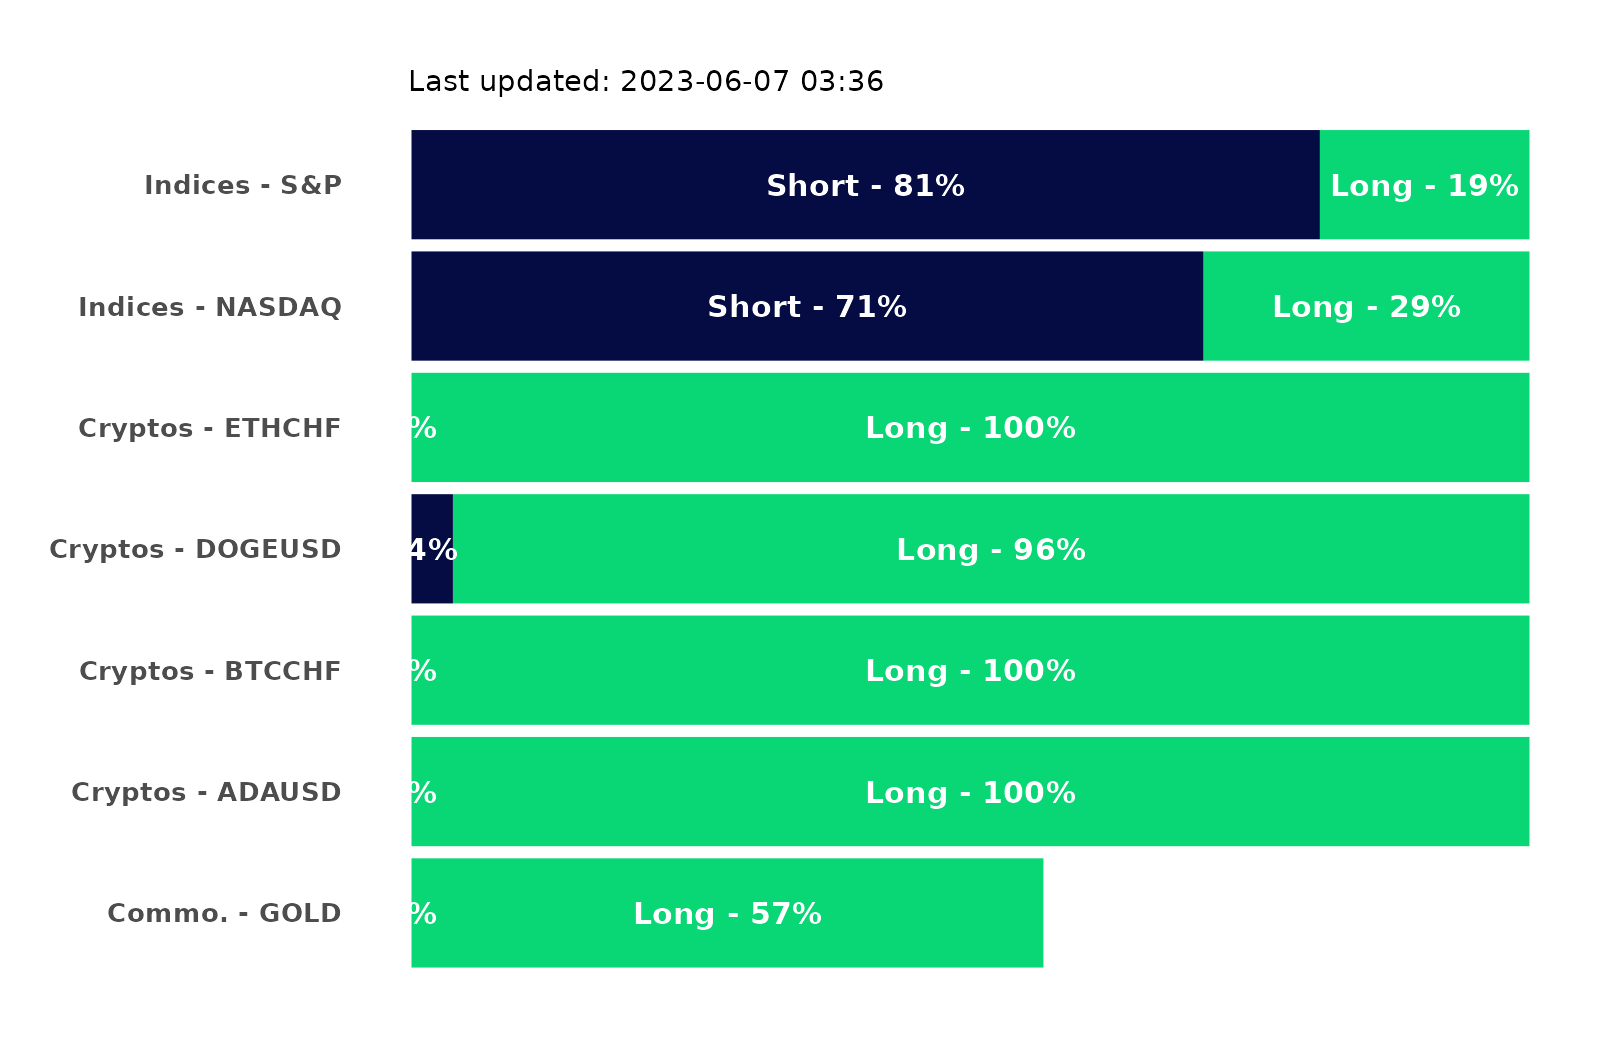 Last updated: 2023-06-07 03:36
Indices - S&P Short - 81% Long - 19%
Indices - NASDAQ Short - 71% Long - 29%
Cryptos - ETHCHF % Long - 100%
Cryptos - DOGEUSD 4% Long - 96%
Cryptos - BTCCHF % Long - 100%
Cryptos - ADAUSD % Long - 100%
Commo. - GOLD % Long - 57%